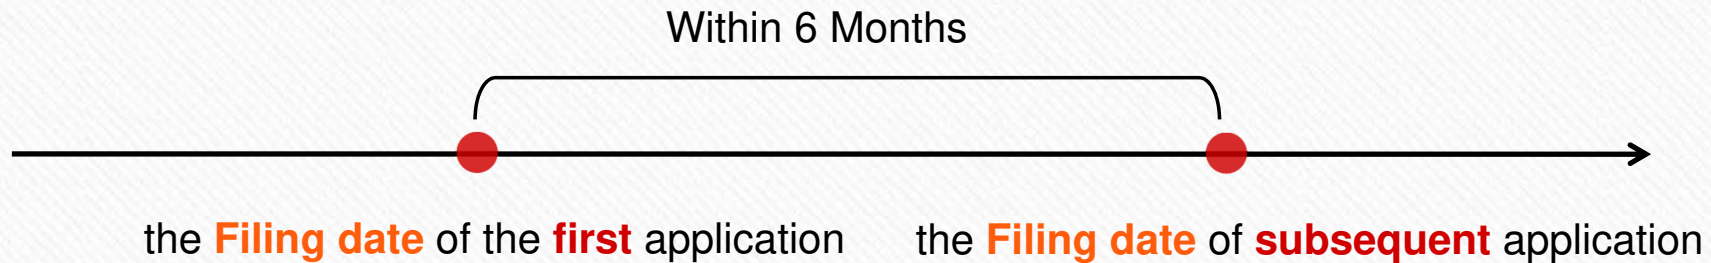 Within 6 Months
the Filing date of the first application
the Filing date of subsequent application